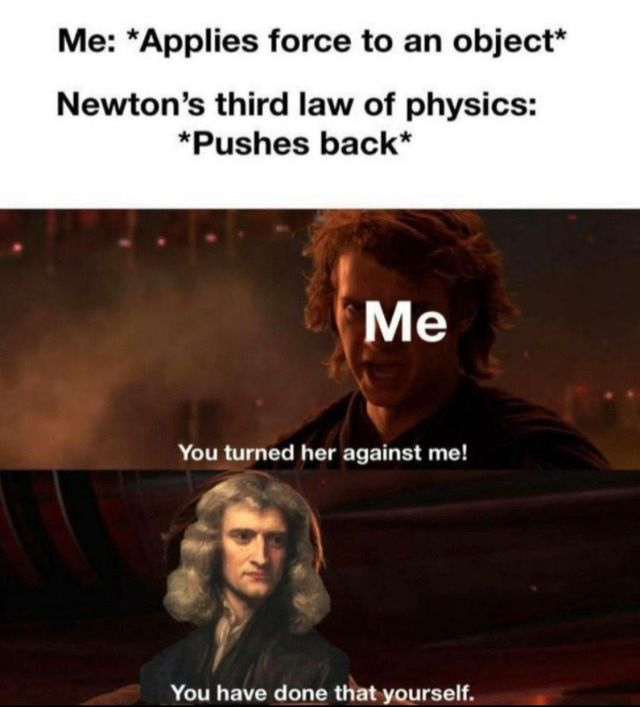 Me: *Applies force to an object*
Newton's third law of physics:
*Pushes back*
Me
You turned her against me!
You have done that yourself.